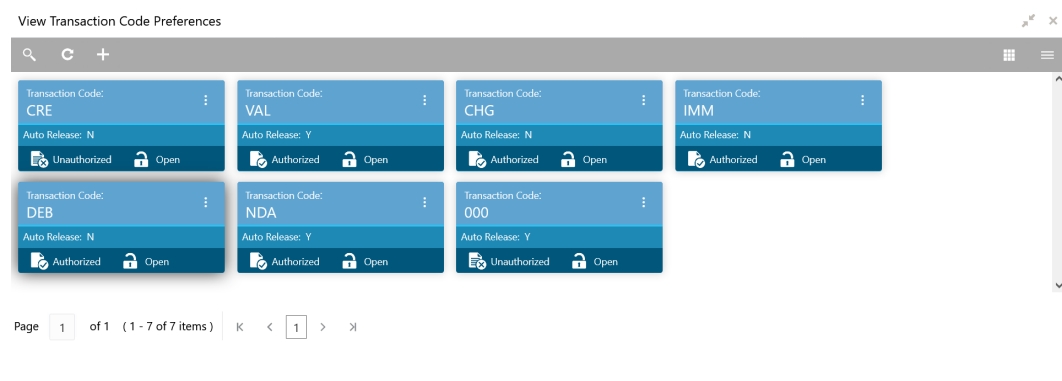 View Transaction Code Preferences
Transaction Code: Transaction Code: Transaction Code: Transaction Code:
CRE VAL CHG IMM
Auto Release: N Auto Release: Y Auto Release: N Auto Release: N
Unauthorized Open Authorized Open Authorized Open Authorized Open
Transaction Code: Transaction Code: Transaction Code:
DEB NDA 000
Auto Release: N Auto Release: Y Auto Release: Y
Authorized Open Authorized Open Unauthorized Open
Page 1 of 1 ( 1 - 7 of 7 items ) 1